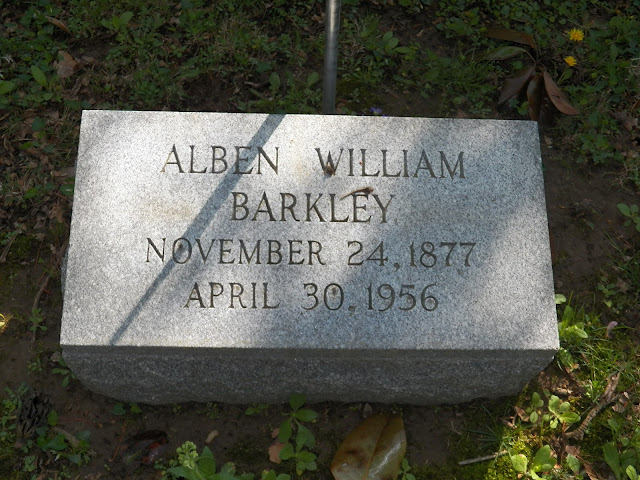 ALBEN WILLIAM
BARKLEY
NOVEMBER 24, 1877
APRIL 30, 1956